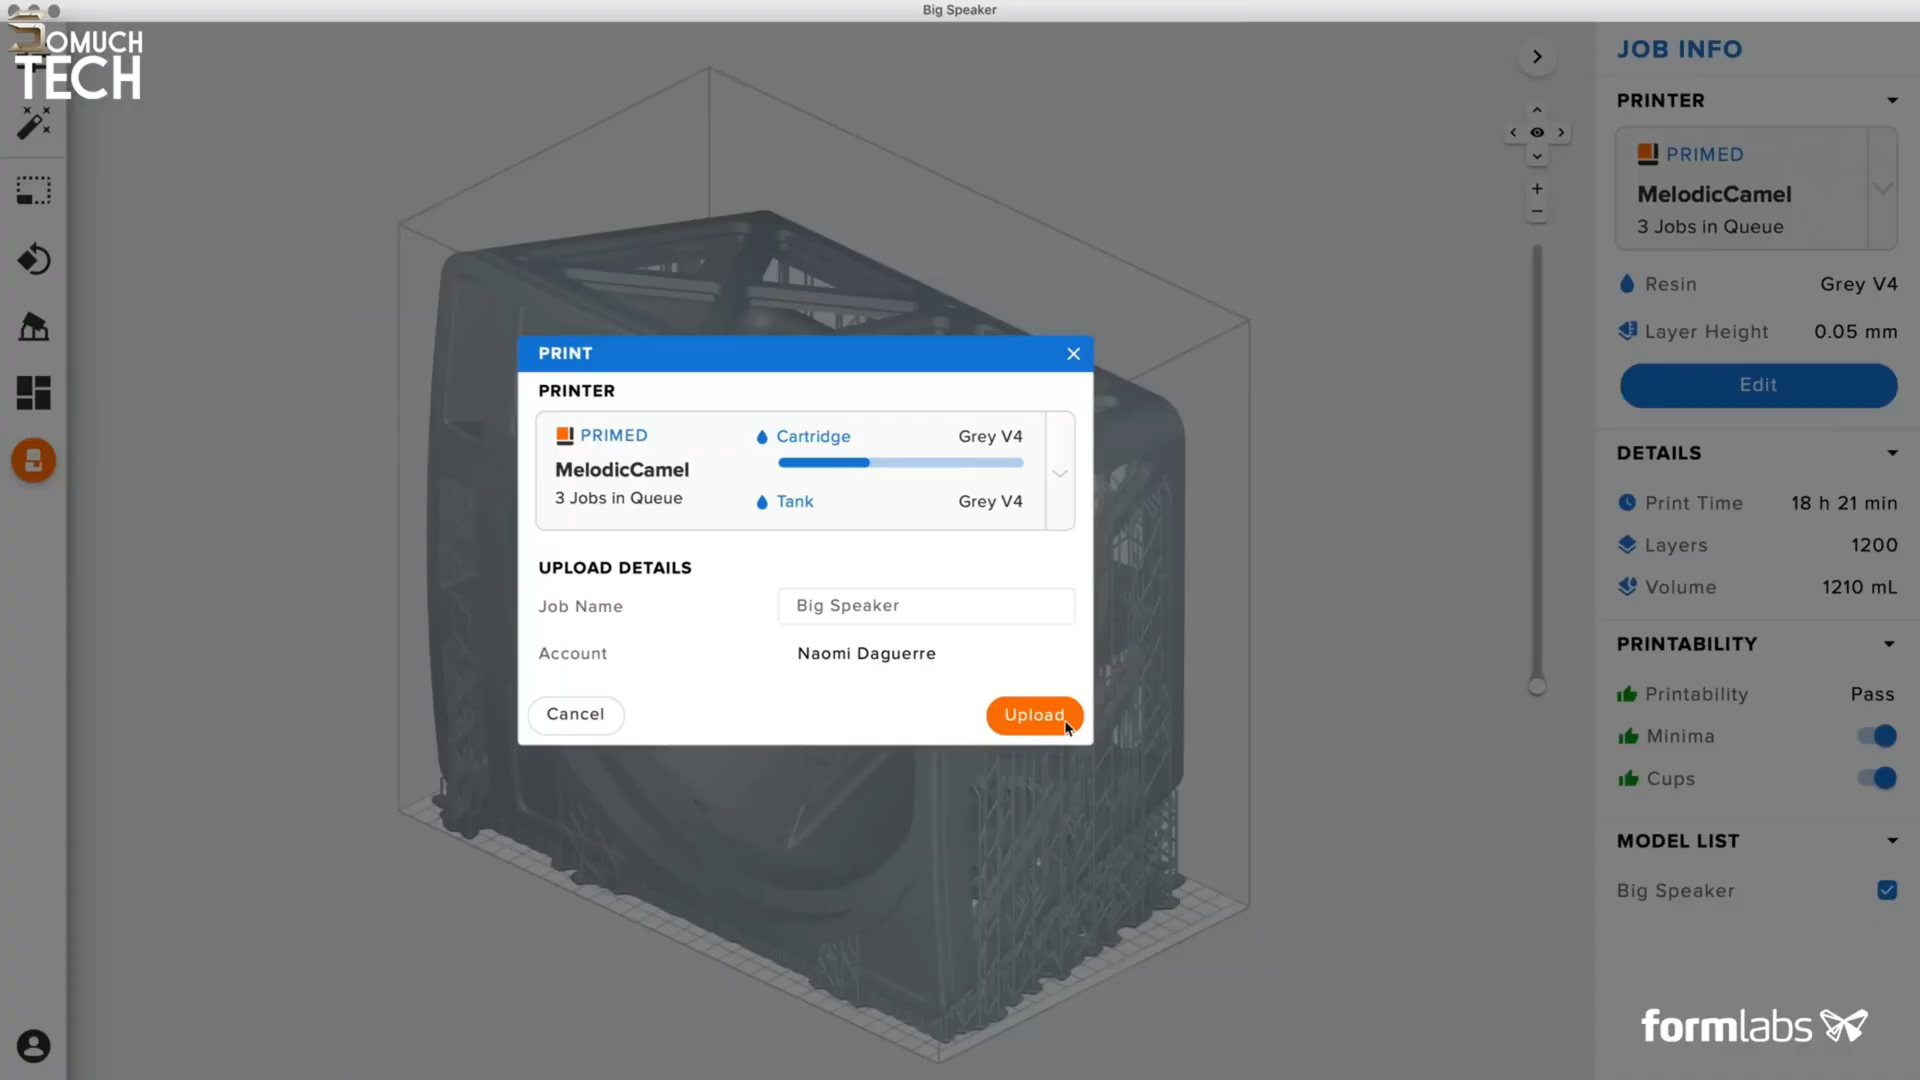 Big Speaker
SOMUCH
TECH
JOB INFO
PRINTER
PRIMED
MelodicCamel
3 Jobs in Queue
Resin Grey V4
Layer Height 0.05 mm
Edit
DETAILS
Print Time 18 h 21 min
Layers 1200
Volume 1210 mL
PRINTABILITY
Printability Pass
Minima
Cups
MODEL LIST
Big Speaker
PRINT
PRINTER
PRIMED
MelodicCamel
3 Jobs in Queue
Cartridge Grey V4
Tank Grey V4
UPLOAD DETAILS
Job Name Big Speaker
Account Naomi Daguerre
Cancel Upload
formlabs